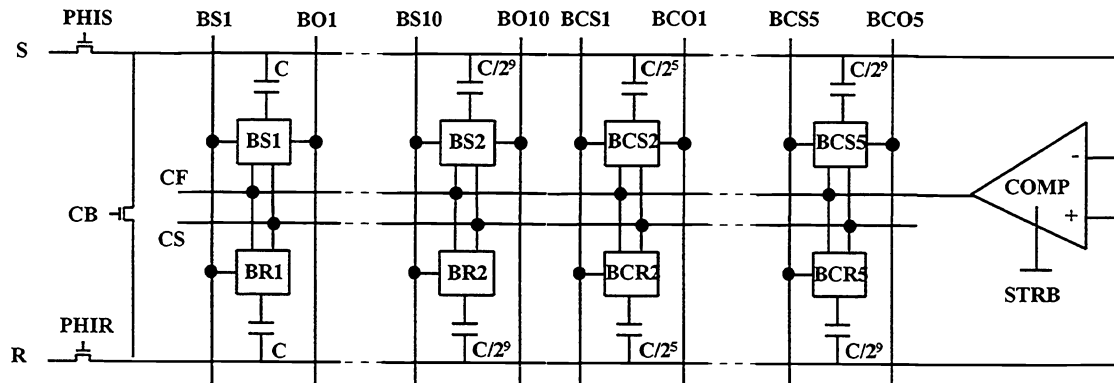 PHIS BS1 BO1 BS10 BO10 BCS1 BCO1 BCS5 BCO5
S
C C/2⁹ C/2⁵ C/2⁹
BS1 BS2 BCS2 BCS5
-
CF COMP
CB
CS +
BR1 BR2 BCR2 BCR5
STRB
PHIR
R C C/2⁹ C/2⁵ C/2⁹